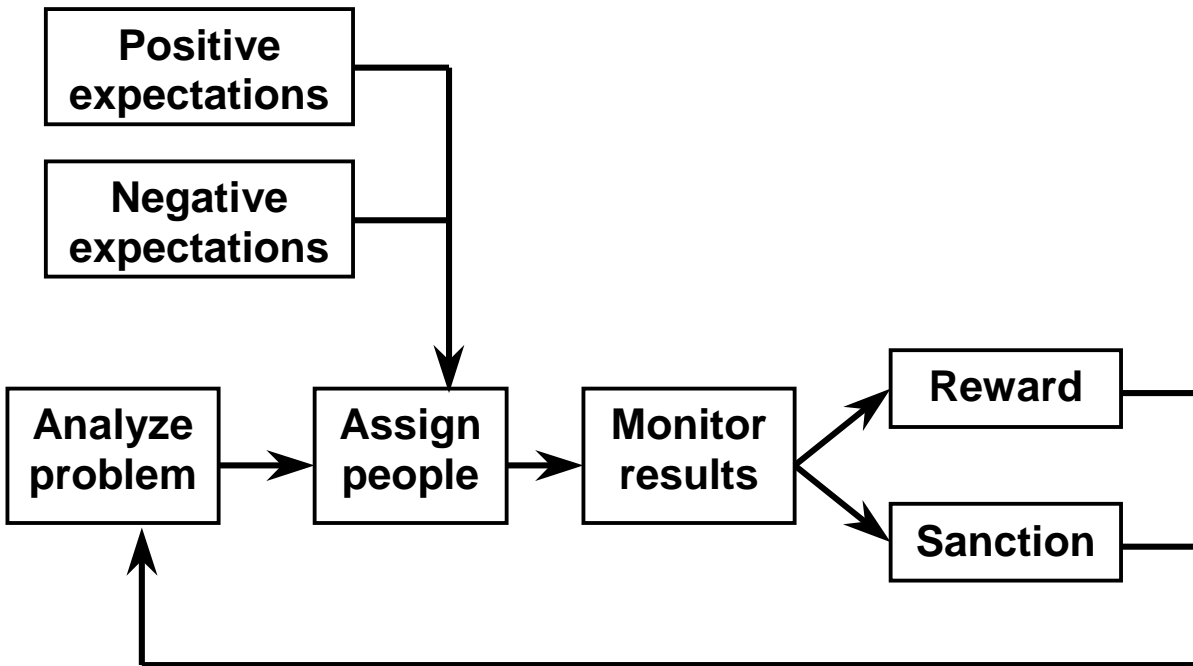 Positive
expectations
Negative
expectations
Analyze
problem
Assign
people
Monitor
results
Reward
Sanction